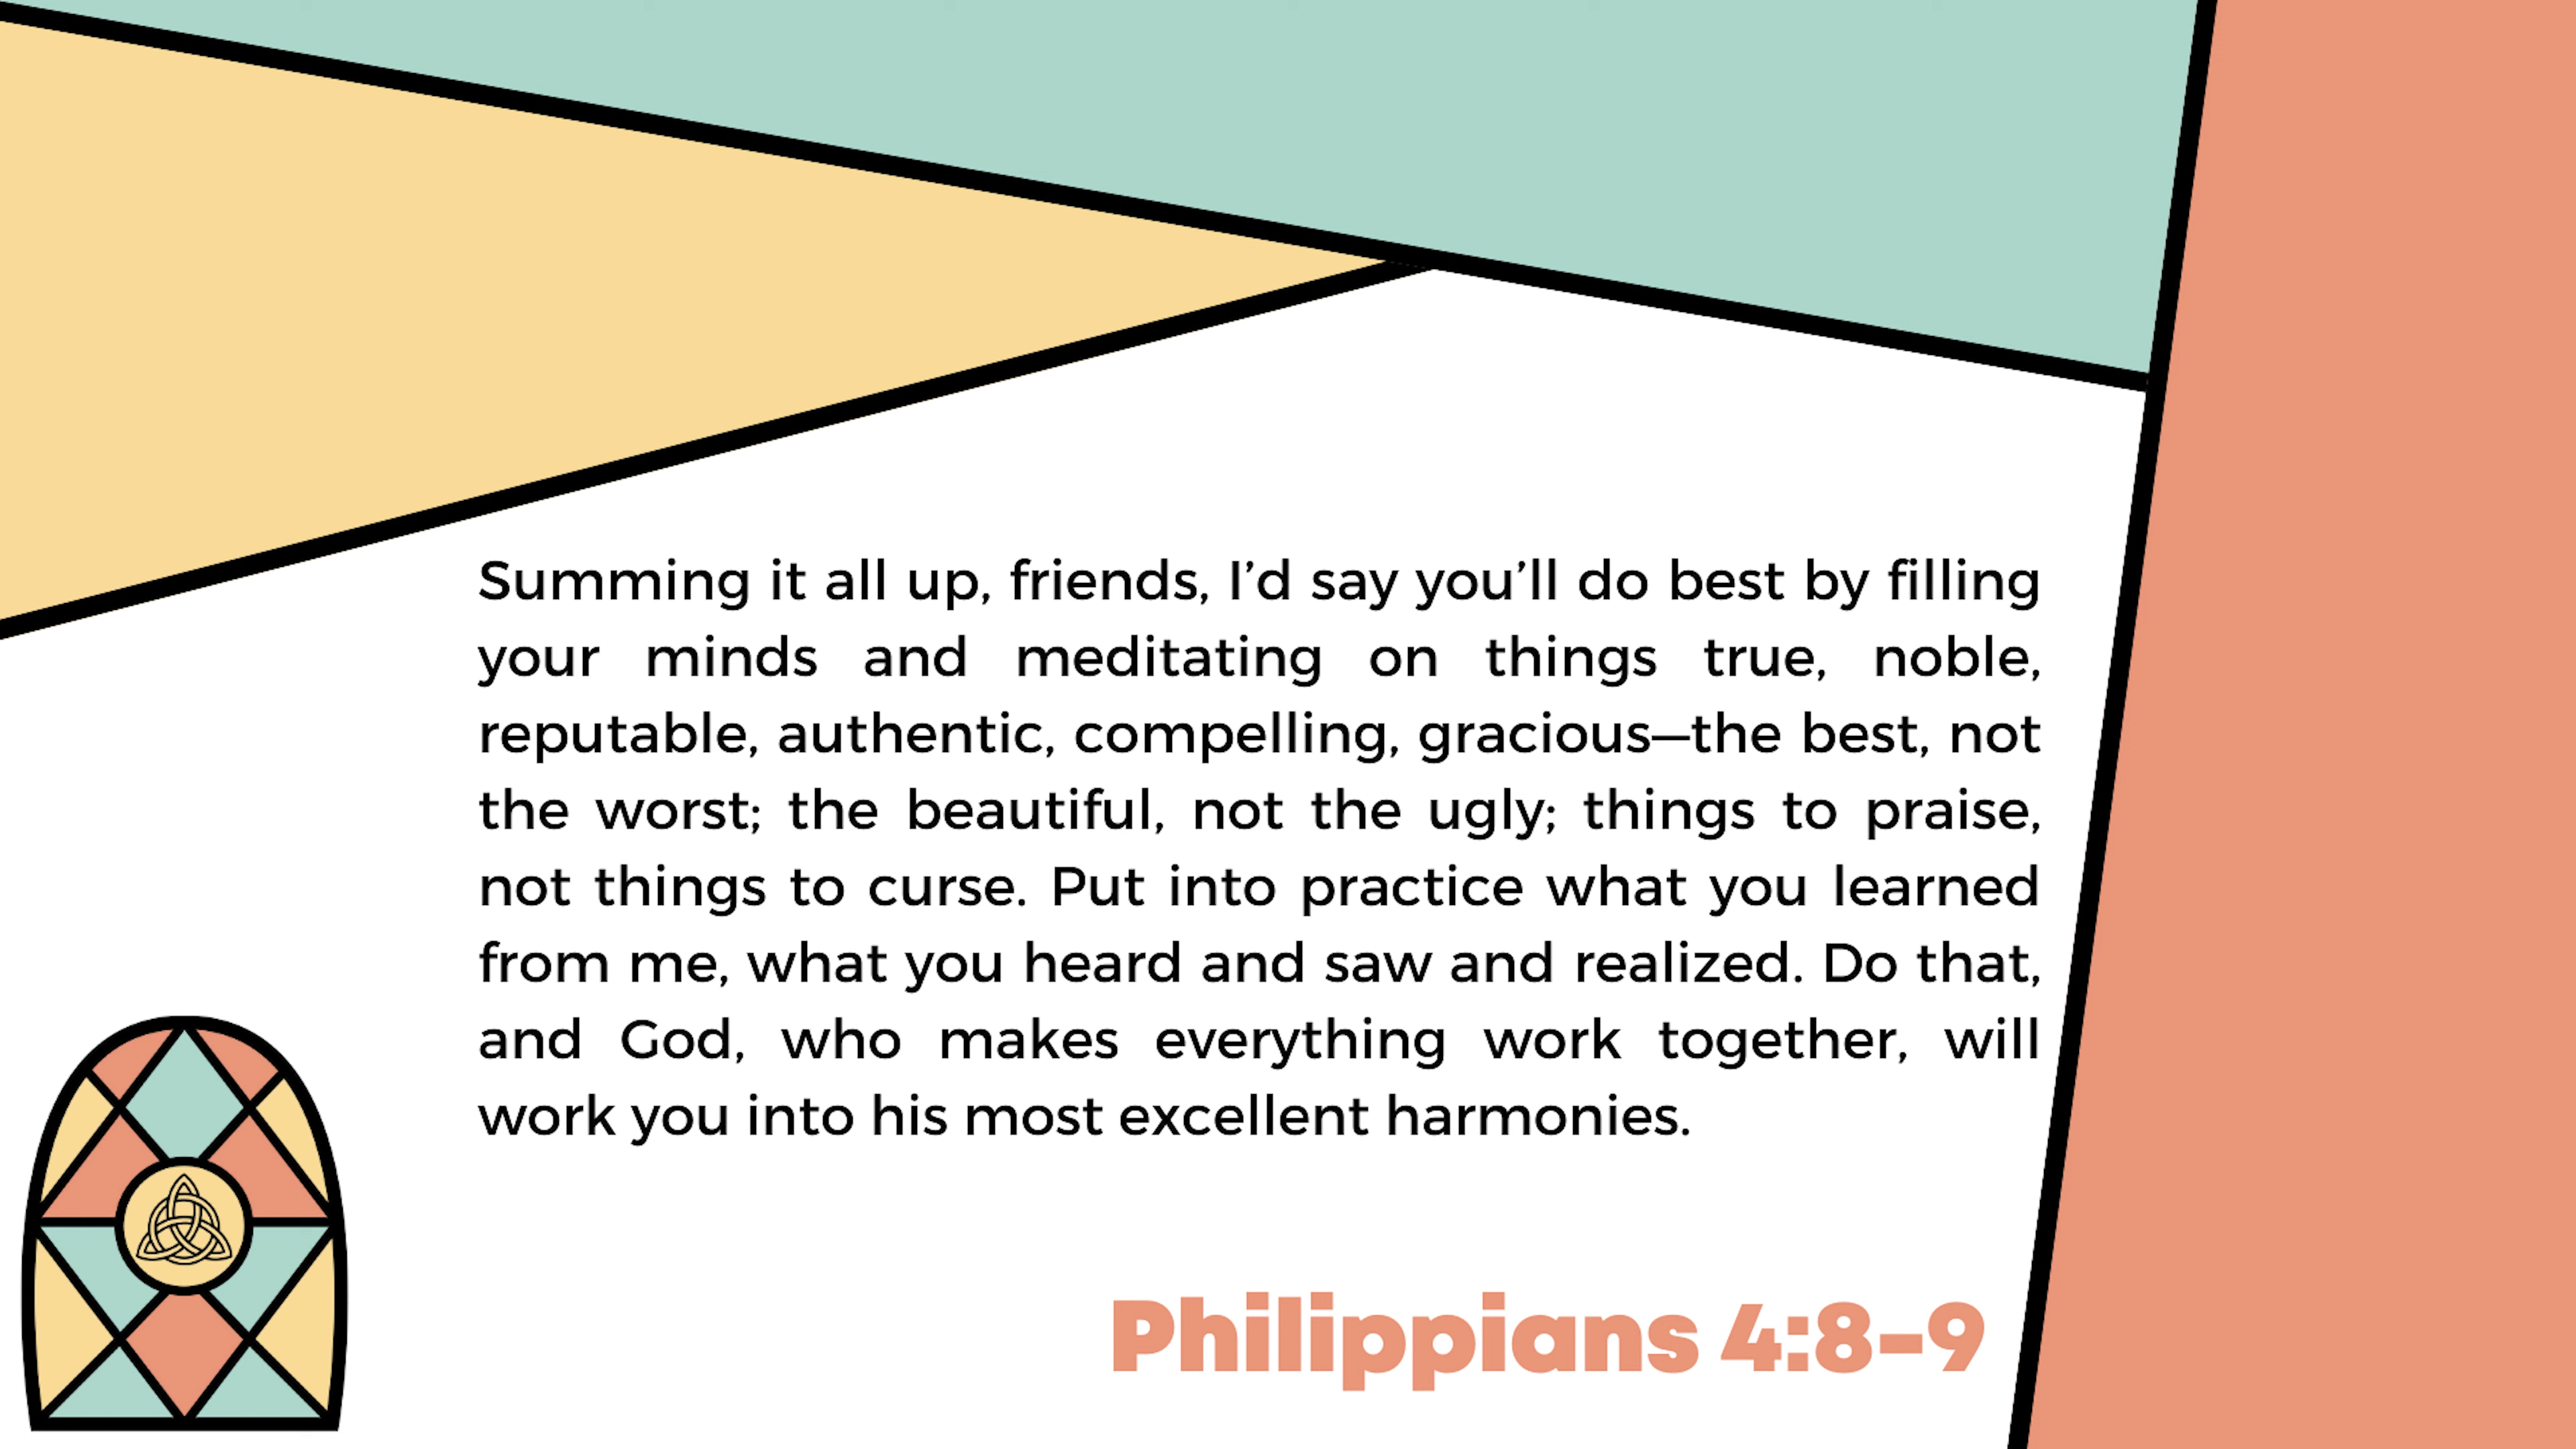 Summing it all up, friends, I’d say you’ll do best by filling
your minds and meditating on things true, noble,
reputable, authentic, compelling, gracious—the best, not
the worst; the beautiful, not the ugly; things to praise,
not things to curse. Put into practice what you learned
from me, what you heard and saw and realized. Do that,
and God, who makes everything work together, will
work you into his most excellent harmonies.
Philippians 4:8-9